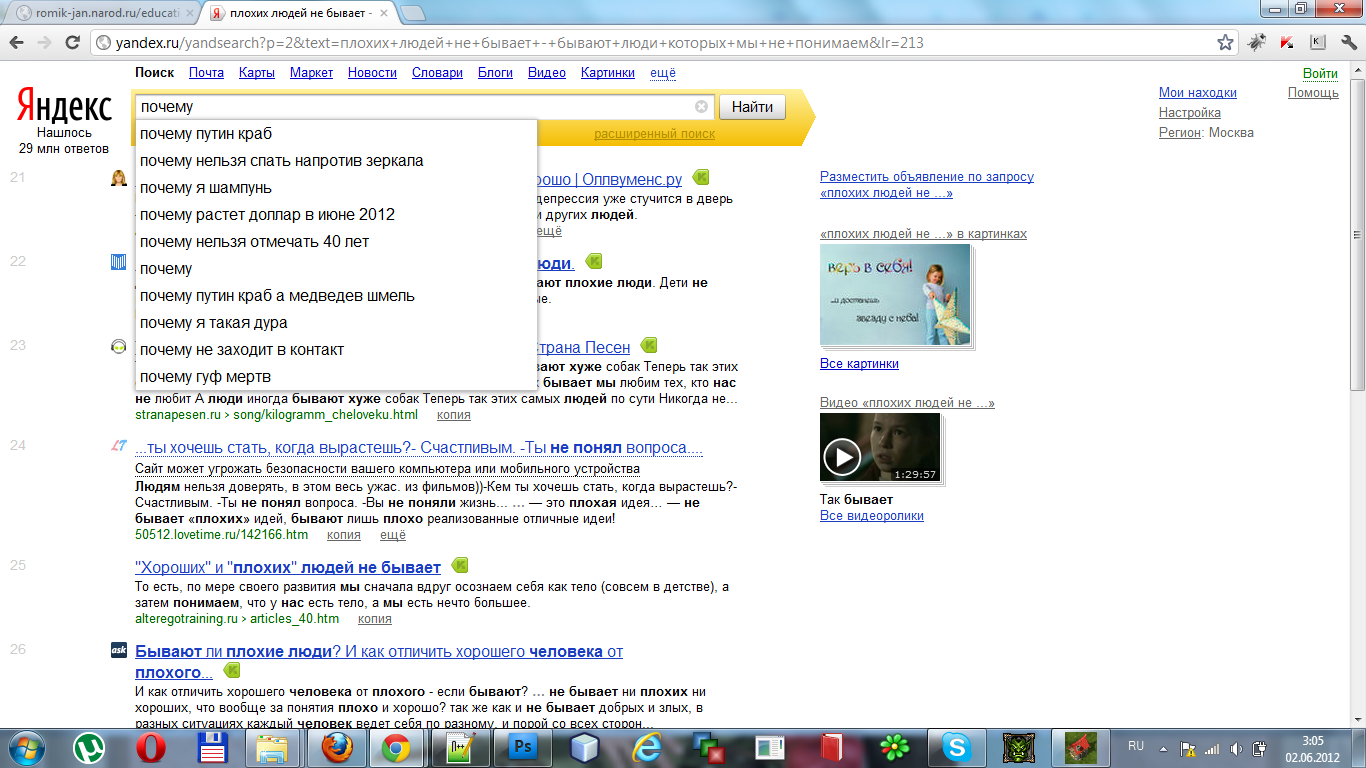 romik-jan.narod.ru/educati
плохих людей не бывает -
yandex.ru/yandsearch?p=2&text=плохих+людей+не+бывает+-+бывают+люди+которых+мы+не+понимаем&lr=213
Поиск Почта Карты Маркет Новости Словари Блоги Видео Картинки ещё
Войти
Мои находки Помощь
Настройка
Регион: Москва
Яндекс
Нашлось
29 млн ответов
почему
Найти
расширенный поиск
почему путин краб
почему нельзя спать напротив зеркала
почему я шампунь
почему растет доллар в июне 2012
почему нельзя отмечать 40 лет
почему
почему путин краб а медведев шмель
почему я такая дура
почему не заходит в контакт
почему гуф мертв
21
рошо | Оллвуменс.ру
депрессия уже стучится в дверь
и других людей.
ещё
22
юди.
ают плохие люди. Дети не
ые.
23
Страна Песен
вают хуже собак Теперь так этих
к бывает мы любим тех, кто нас
не любит А люди иногда бывают хуже собак Теперь так этих самых людей по сути Никогда не...
stranapesen.ru › song/kilogramm_cheloveku.html копия
24
...ты хочешь стать, когда вырастешь?- Счастливым. -Ты не понял вопроса....
Сайт может угрожать безопасности вашего компьютера или мобильного устройства
Людям нельзя доверять, в этом весь ужас. из фильмов))-Кем ты хочешь стать, когда вырастешь?-
Счастливым. -Ты не понял вопроса. -Вы не поняли жизнь... ... — это плохая идея... — не
бывает «плохих» идей, бывают лишь плохо реализованные отличные идеи!
50512.lovetime.ru/142166.htm копия ещё
25
"Хороших" и "плохих" людей не бывает
То есть, по мере своего развития мы сначала вдруг осознаем себя как тело (совсем в детстве), а
затем понимаем, что у нас есть тело, а мы есть нечто большее.
alteregotraining.ru › articles_40.htm копия
26
ask
Бывают ли плохие люди? И как отличить хорошего человека от
плохого...
И как отличить хорошего человека от плохого - если бывают? ... не бывает ни плохих ни
хороших, что вообще за понятия плохо и хорошо? так же как и не бывает добрых и злых, в
разных ситуациях каждый человек ведет себя по разному, и порой со всех сторон...
Разместить объявление по запросу
«плохих людей не ...»
«плохих людей не ...» в картинках
верь в себя!
...и достанешь
звезду с неба!
Все картинки
Видео «плохих людей не ...»
1:29:57
Так бывает
Все видеоролики
Ps
RU
3:05
02.06.2012